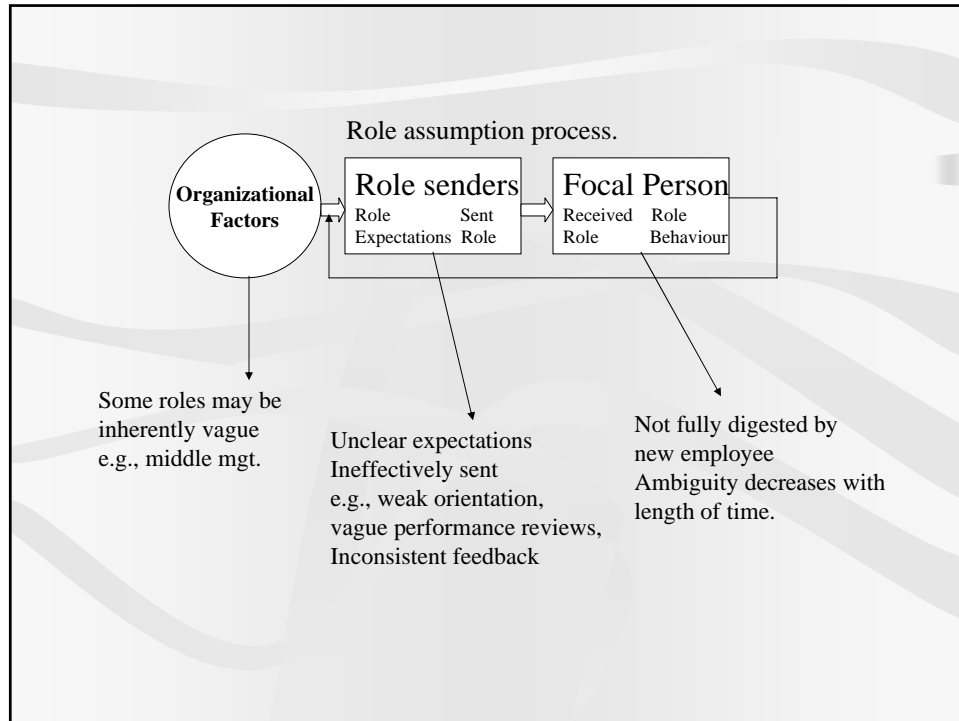 Role assumption process.
Organizational
Factors
Role senders
Role Sent
Expectations Role
Focal Person
Received Role
Role Behaviour
Some roles may be
inherently vague
e.g., middle mgt.
Unclear expectations
Ineffectively sent
e.g., weak orientation,
vague performance reviews,
Inconsistent feedback
Not fully digested by
new employee
Ambiguity decreases with
length of time.